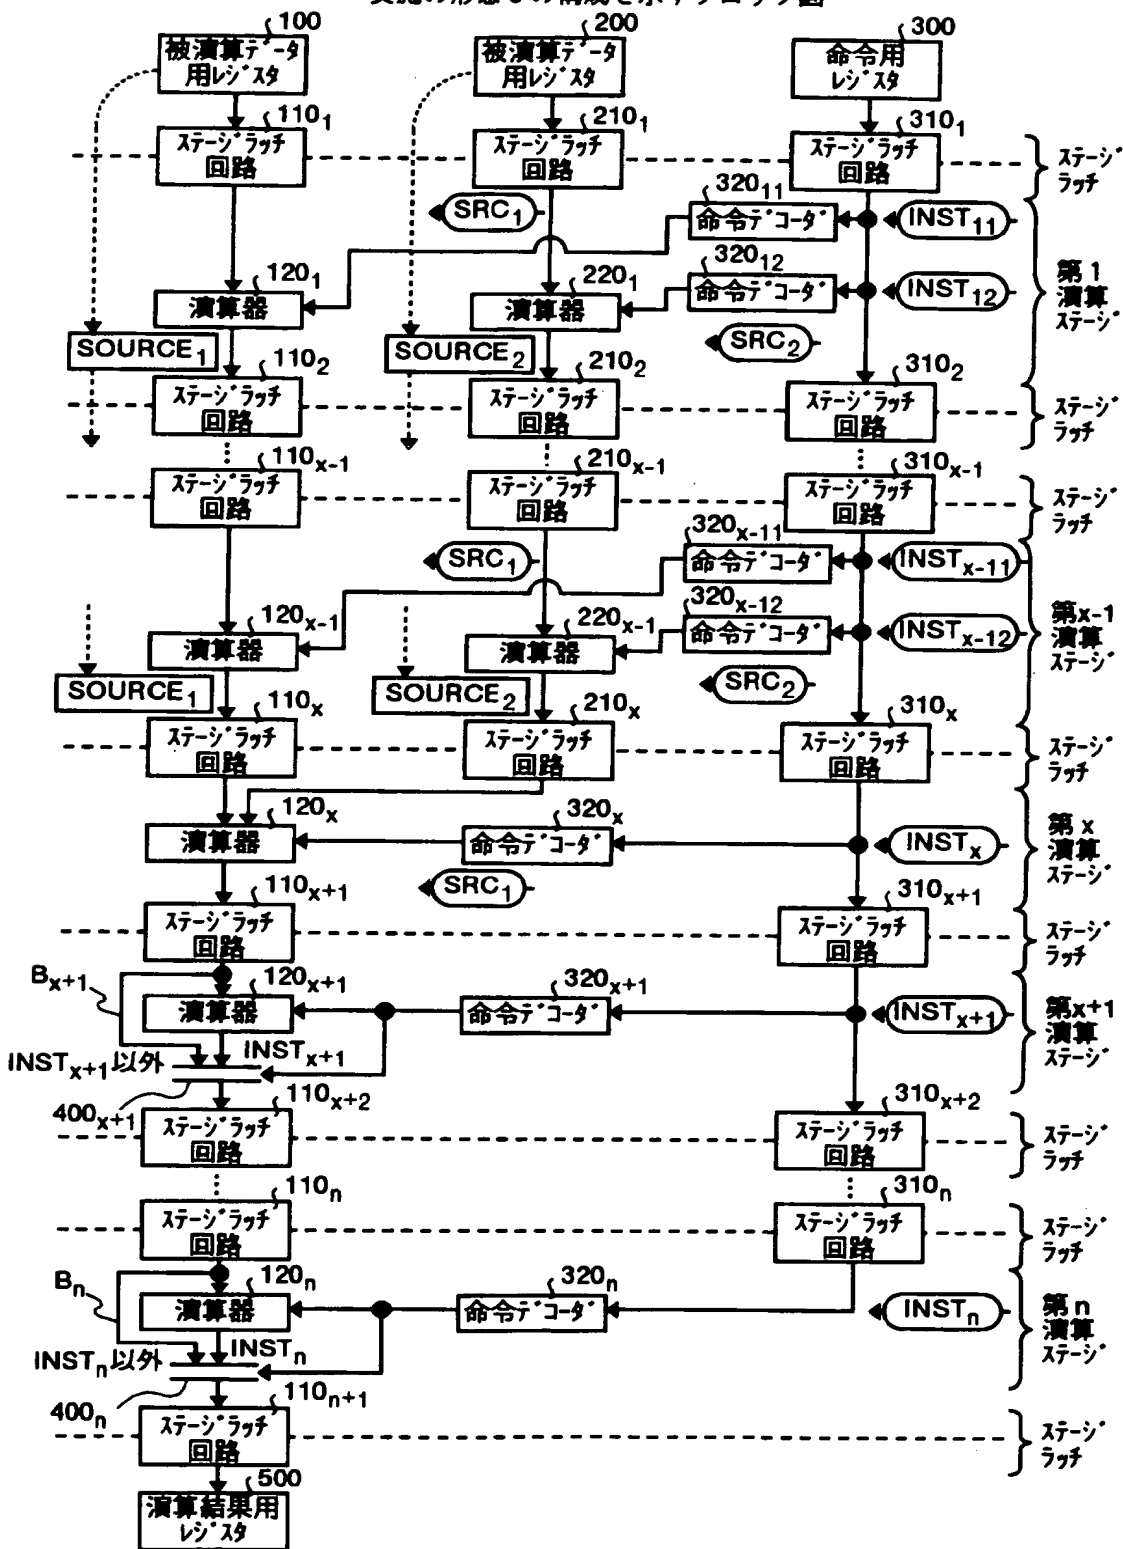 100
200
300
被演算データ
用レジスタ
被演算データ
用レジスタ
命令用
レジスタ
110₁
210₁
310₁
ステージラッチ
回路
ステージラッチ
回路
ステージラッチ
回路
ステージ
ラッチ
SRC₁
320₁₁
命令デコーダ
INST₁₁
320₁₂
命令デコーダ
INST₁₂
第1
演算
ステージ
120₁
演算器
220₁
演算器
SRC₂
SOURCE₁
SOURCE₂
110₂
210₂
310₂
ステージラッチ
回路
ステージラッチ
回路
ステージラッチ
回路
ステージ
ラッチ
110x-1
210x-1
310x-1
ステージラッチ
回路
ステージラッチ
回路
ステージラッチ
回路
ステージ
ラッチ
SRC₁
320x-11
命令デコーダ
INSTx-11
320x-12
命令デコーダ
INSTx-12
第x-1
演算
ステージ
120x-1
演算器
220x-1
演算器
SRC₂
SOURCE₁
SOURCE₂
110x
210x
310x
ステージラッチ
回路
ステージラッチ
回路
ステージラッチ
回路
ステージ
ラッチ
120x
演算器
320x
命令デコーダ
INSTx
第x
演算
ステージ
SRC₁
110x+1
310x+1
ステージラッチ
回路
ステージラッチ
回路
ステージ
ラッチ
Bx+1
120x+1
演算器
320x+1
命令デコーダ
INSTx+1
第x+1
演算
ステージ
INSTx+1以外
INSTx+1
400x+1
110x+2
310x+2
ステージラッチ
回路
ステージラッチ
回路
ステージ
ラッチ
110n
310n
ステージラッチ
回路
ステージラッチ
回路
ステージ
ラッチ
Bn
120n
演算器
320n
命令デコーダ
INSTn
第n
演算
ステージ
INSTn以外
INSTn
400n
110n+1
ステージラッチ
回路
ステージ
ラッチ
500
演算結果用
レジスタ